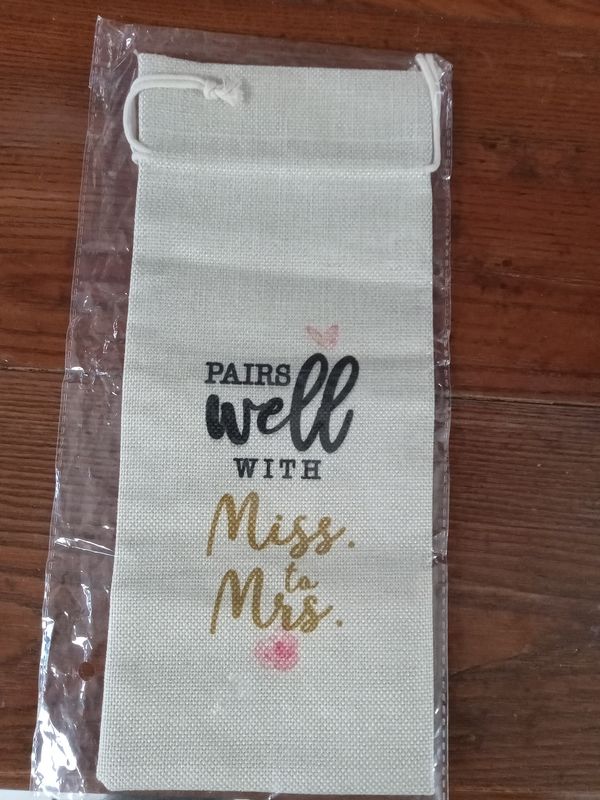 PAIRS
well
WITH
Miss.
to
Mrs.